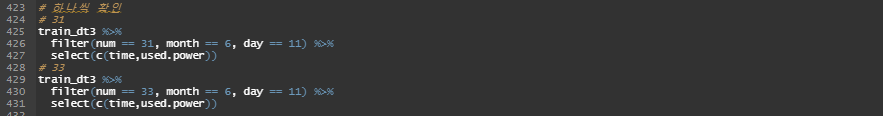 423 # 하나씩 확인
424 # 31
425 train_dt3 %>%
426   filter(num == 31, month == 6, day == 11) %>%
427   select(c(time,used.power))
428 # 33
429 train_dt3 %>%
430   filter(num == 33, month == 6, day == 11) %>%
431   select(c(time,used.power))
432